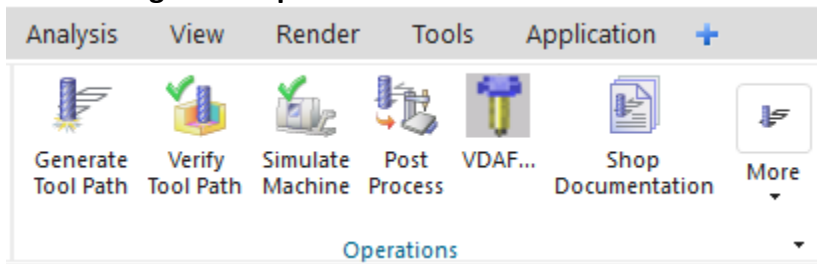 Analysis View Render Tools Application
Generate Tool Path
Verify Tool Path
Simulate Machine
Post Process
VDAF...
Shop Documentation
More
Operations